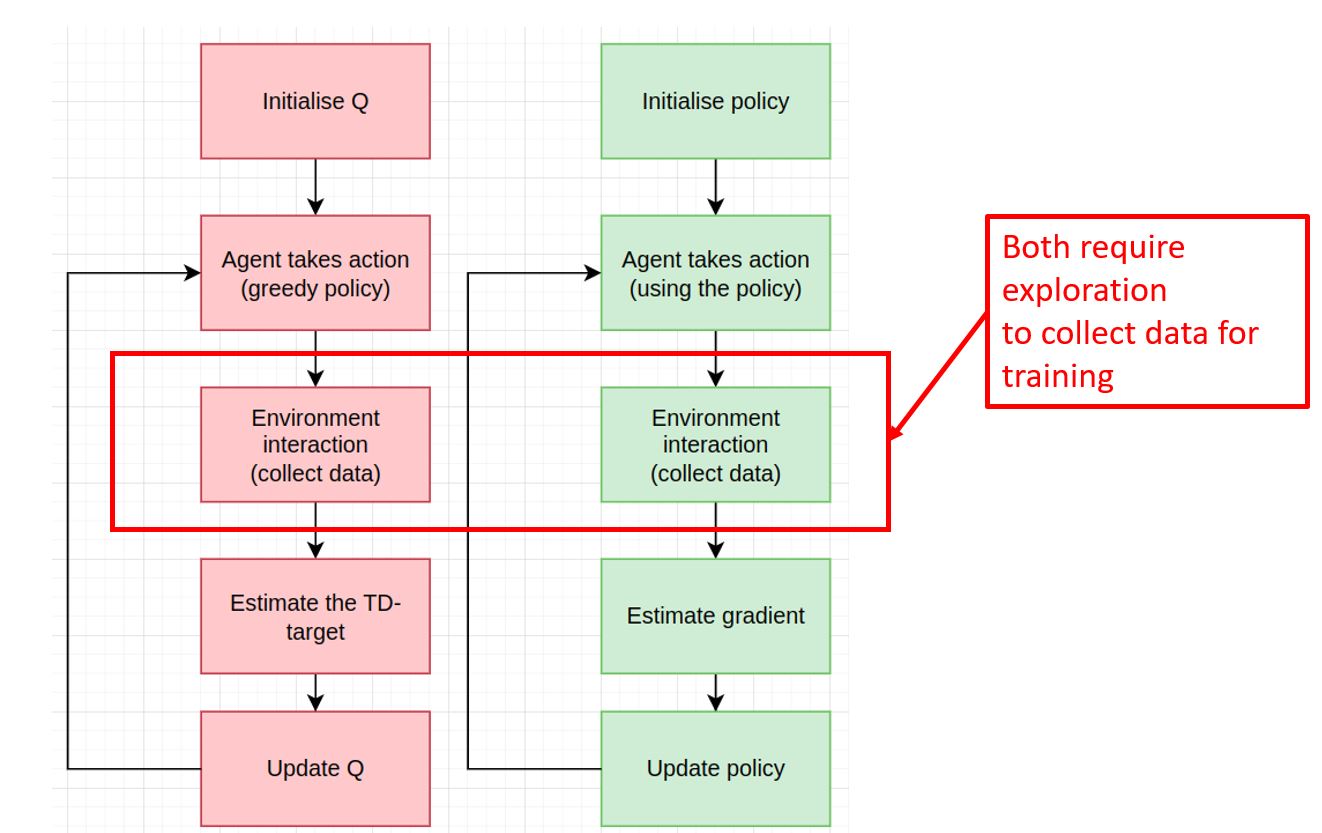 Initialise Q
Agent takes action
(greedy policy)
Environment
interaction
(collect data)
Estimate the TD-
target
Update Q
Initialise policy
Agent takes action
(using the policy)
Environment
interaction
(collect data)
Estimate gradient
Update policy
Both require
exploration
to collect data for
training